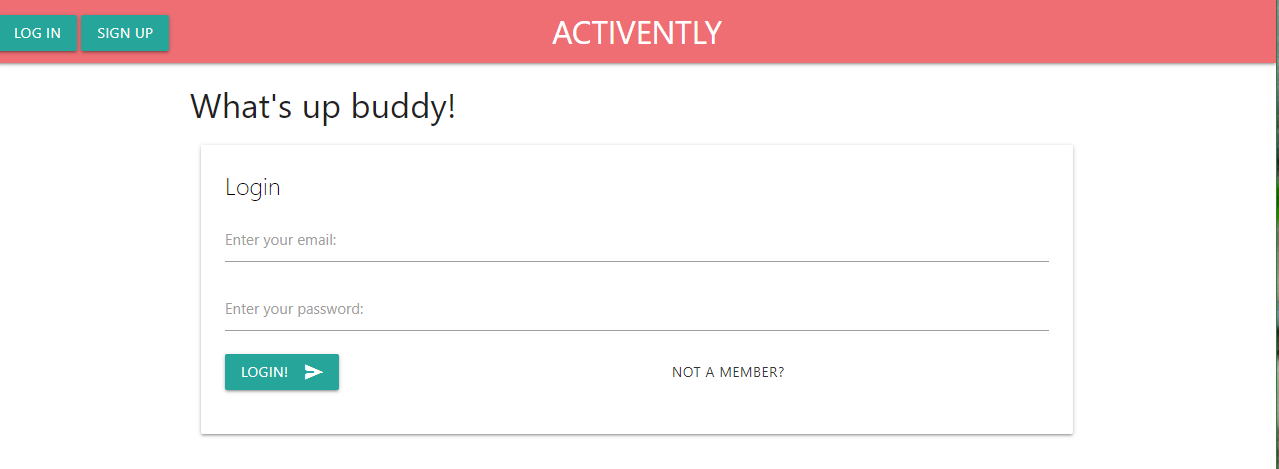 LOG IN SIGN UP ACTIVENTLY
What's up buddy!
Login
Enter your email:
Enter your password:
LOGIN! NOT A MEMBER?